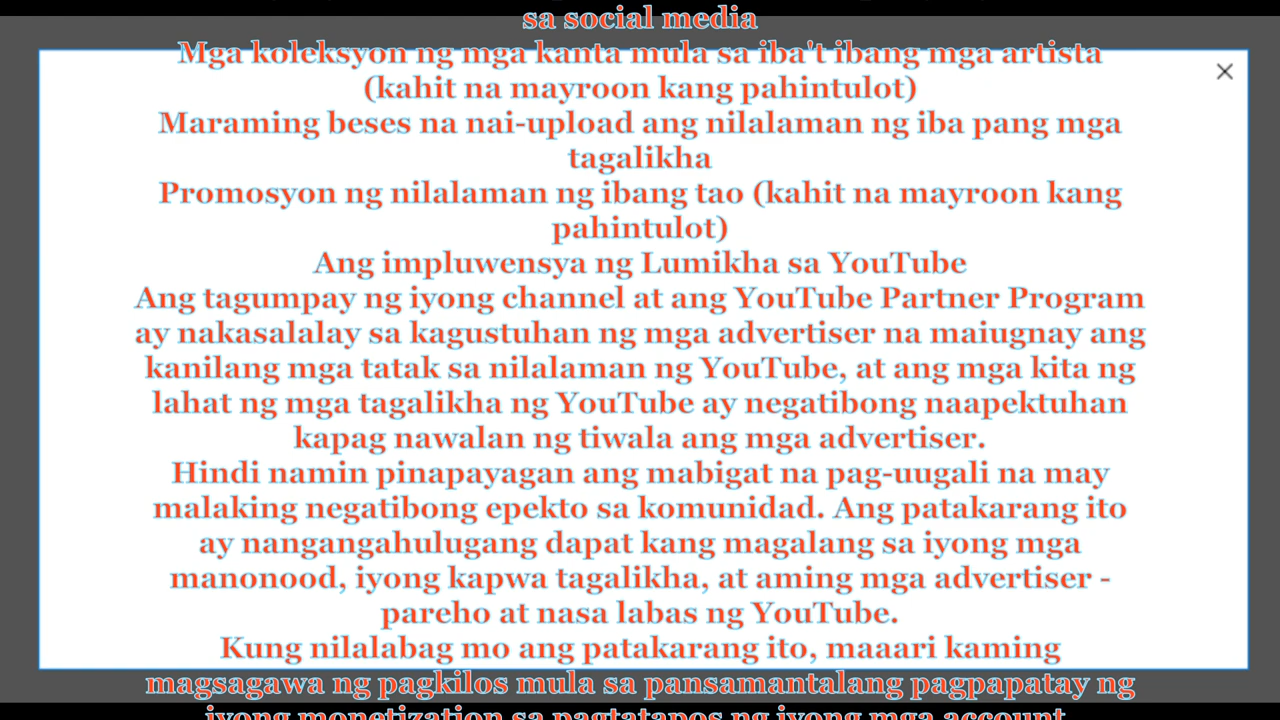 sa social media
Mga koleksyon ng mga kanta mula sa iba't ibang mga artista
(kahit na mayroon kang pahintulot)
Maraming beses na nai-upload ang nilalaman ng iba pang mga
tagalikha
Promosyon ng nilalaman ng ibang tao (kahit na mayroon kang
pahintulot)
Ang impluwensya ng Lumikha sa YouTube
Ang tagumpay ng iyong channel at ang YouTube Partner Program
ay nakasalalay sa kagustuhan ng mga advertiser na maiugnay ang
kanilang mga tatak sa nilalaman ng YouTube, at ang mga kita ng
lahat ng mga tagalikha ng YouTube ay negatibong naapektuhan
kapag nawalan ng tiwala ang mga advertiser.
Hindi namin pinapayagan ang mabigat na pag-uugali na may
malaking negatibong epekto sa komunidad. Ang patakarang ito
ay nangangahulugang dapat kang magalang sa iyong mga
manonood, iyong kapwa tagalikha, at aming mga advertiser -
pareho at nasa labas ng YouTube.
Kung nilalabag mo ang patakarang ito, maaari kaming
magsagawa ng pagkilos mula sa pansamantalang pagpapatay ng
iyong monetization sa pagtatapos ng iyong mga account